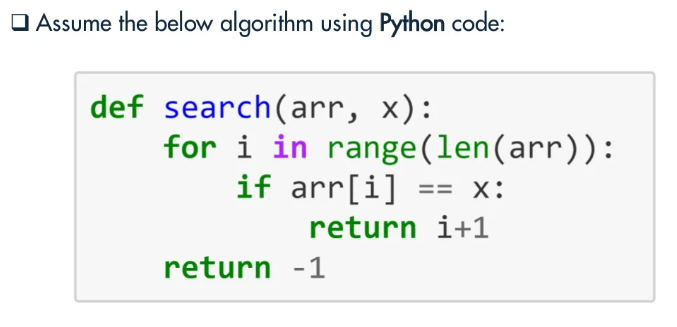 ❑ Assume the below algorithm using Python code:
def search(arr, x):
    for i in range(len(arr)):
        if arr[i] == x:
            return i+1
    return -1